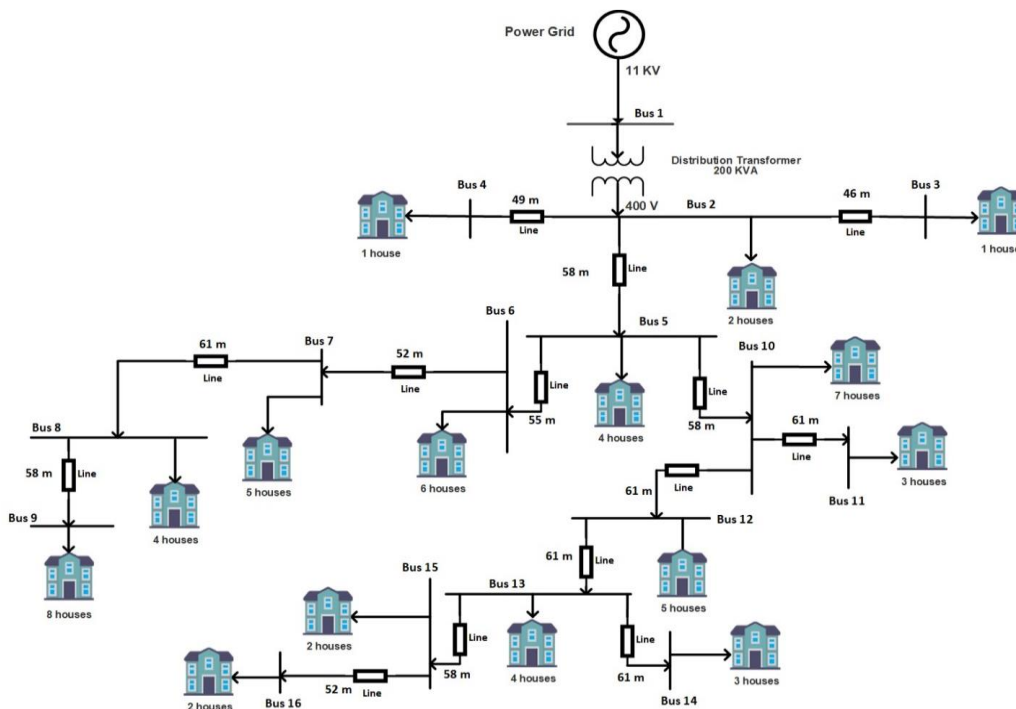 Power Grid
11 KV
Bus 1
Distribution Transformer
200 KVA
Bus 4
49 m
Line
400 V
Bus 2
46 m
Line
Bus 3
1 house
1 house
58 m
Line
2 houses
Bus 6
Bus 5
Bus 10
61 m
Line
Bus 7
52 m
Line
Line
55 m
4 houses
Line
58 m
7 houses
61 m
Line
3 houses
Bus 11
Bus 8
58 m
Line
5 houses
6 houses
4 houses
Bus 9
8 houses
61 m
Line
Bus 12
61 m
Line
5 houses
Bus 15
Bus 13
2 houses
Line
58 m
4 houses
Line
61 m
3 houses
Bus 14
2 houses
Bus 16
52 m
Line